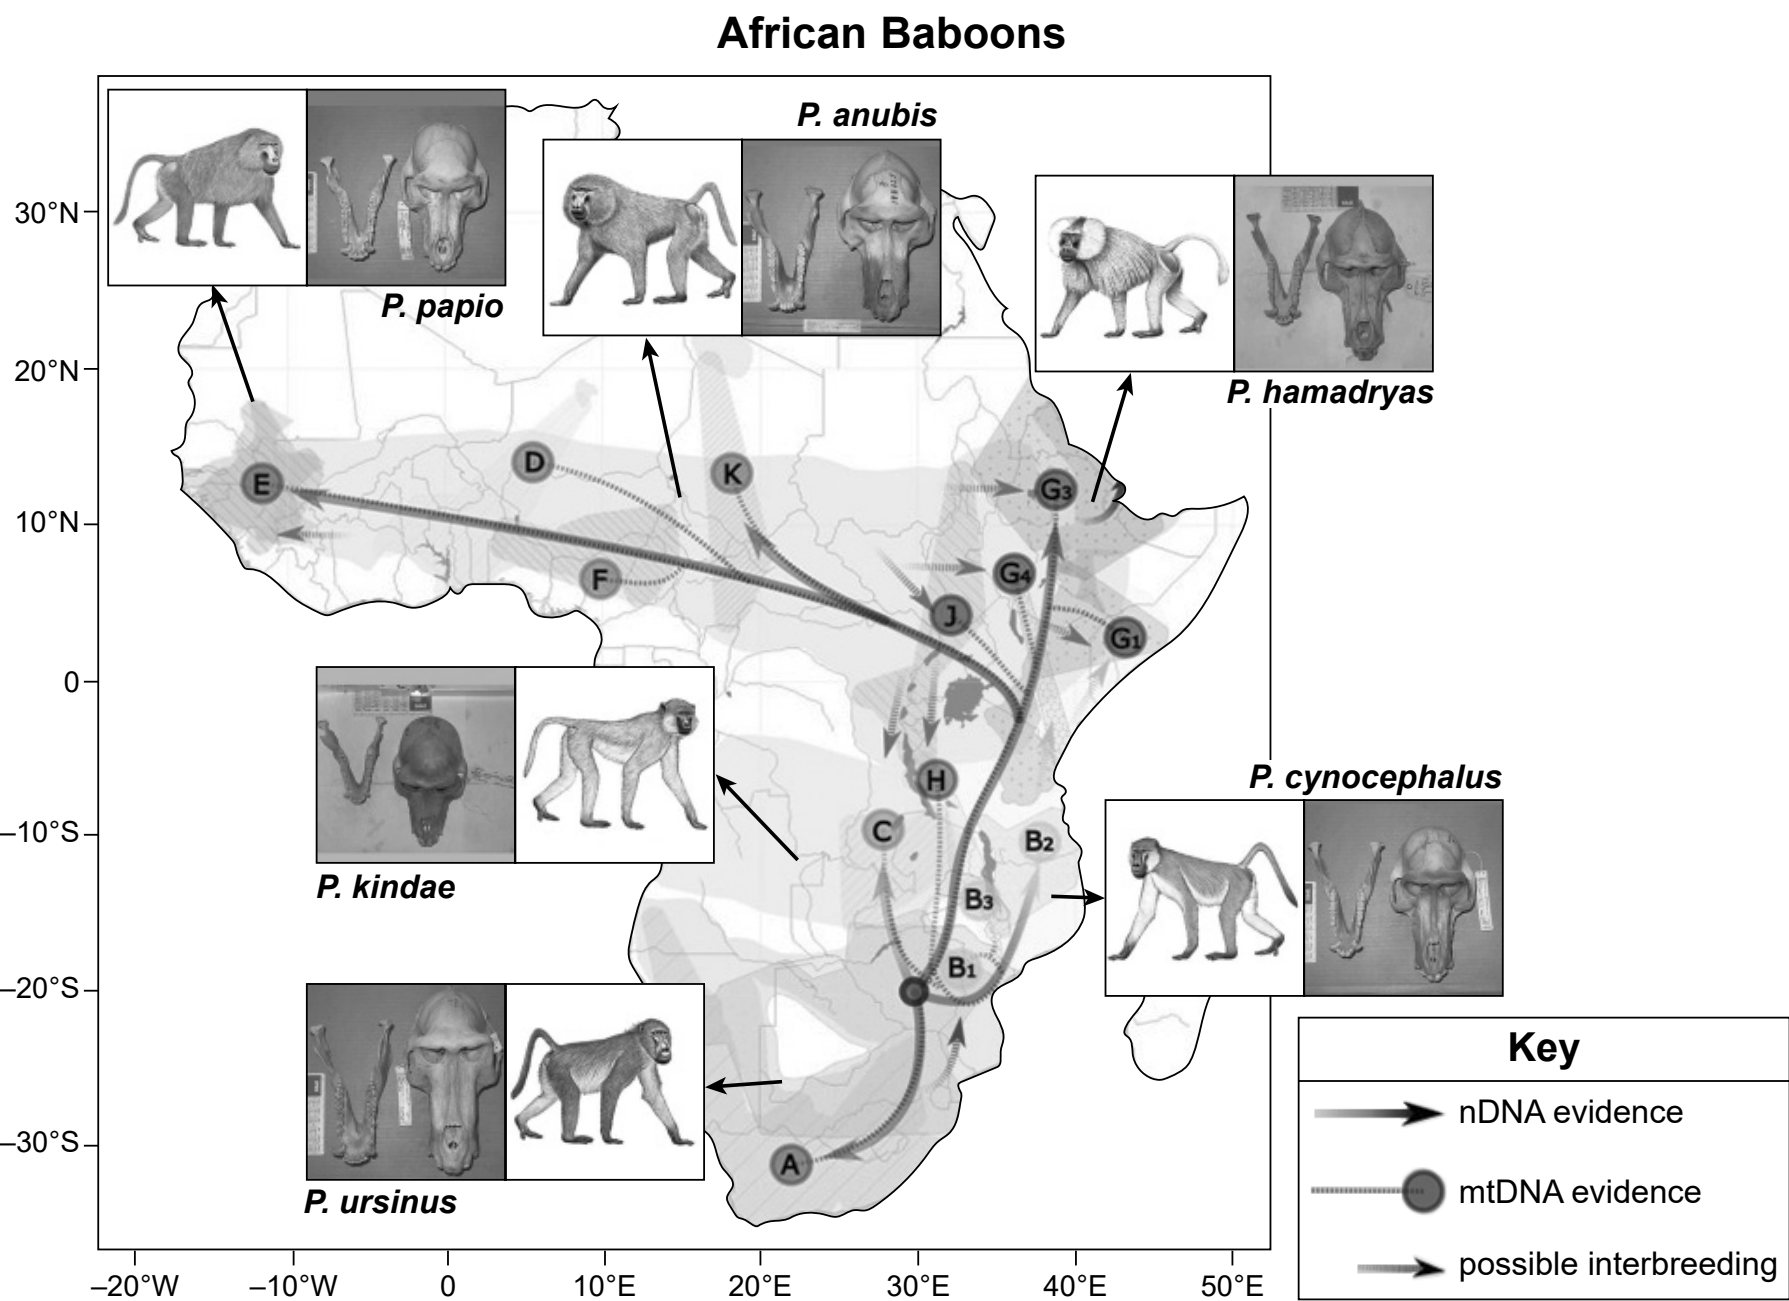 African Baboons
P. anubis
P. papio
P. hamadryas
P. cynocephalus
P. kindae
P. ursinus
30°N
20°N
10°N
0
–10°S
–20°S
–30°S
–20°W
–10°W
0
10°E
20°E
30°E
40°E
50°E
E
D
K
F
G3
G4
J
G1
H
C
B2
B3
B1
A
Key
nDNA evidence
mtDNA evidence
possible interbreeding